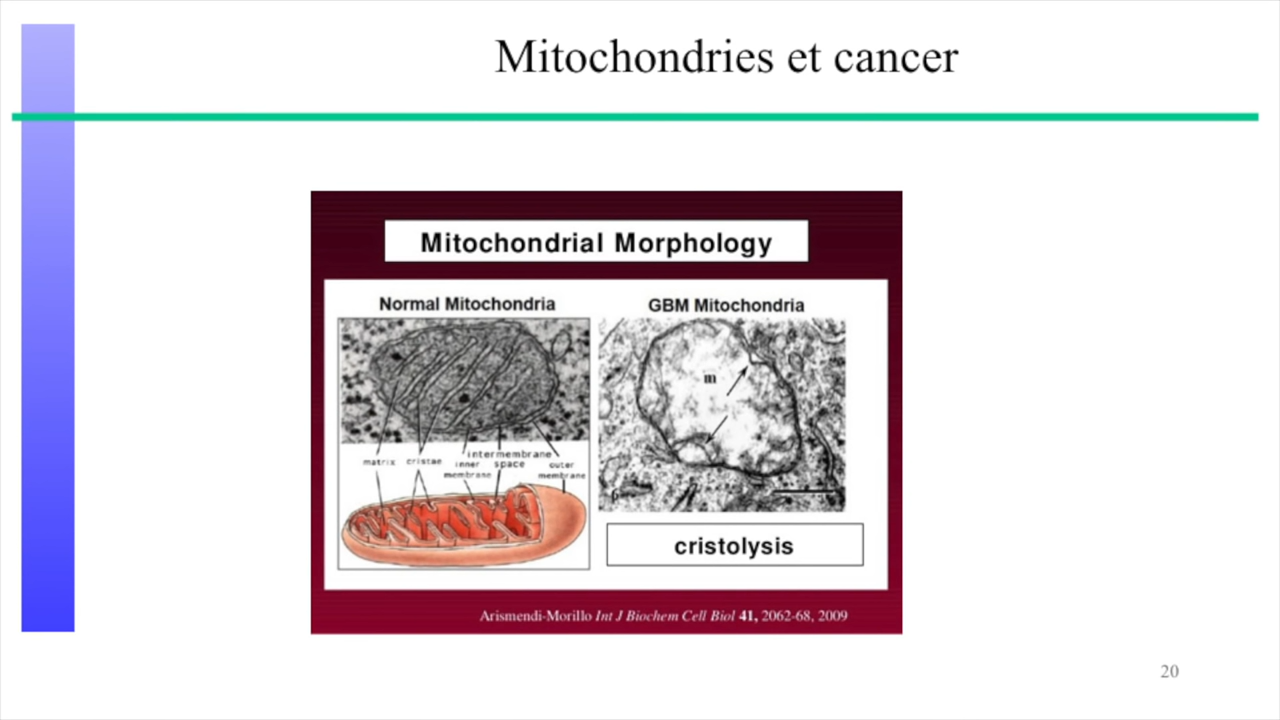 Mitochondries et cancer
Mitochondrial Morphology
Normal Mitochondria
GBM Mitochondria
m
matrix
cristae
inner
membrane
intermembrane
space
outer
membrane
cristolysis
Arismendi-Morillo Int J Biochem Cell Biol 41, 2062-68, 2009
20